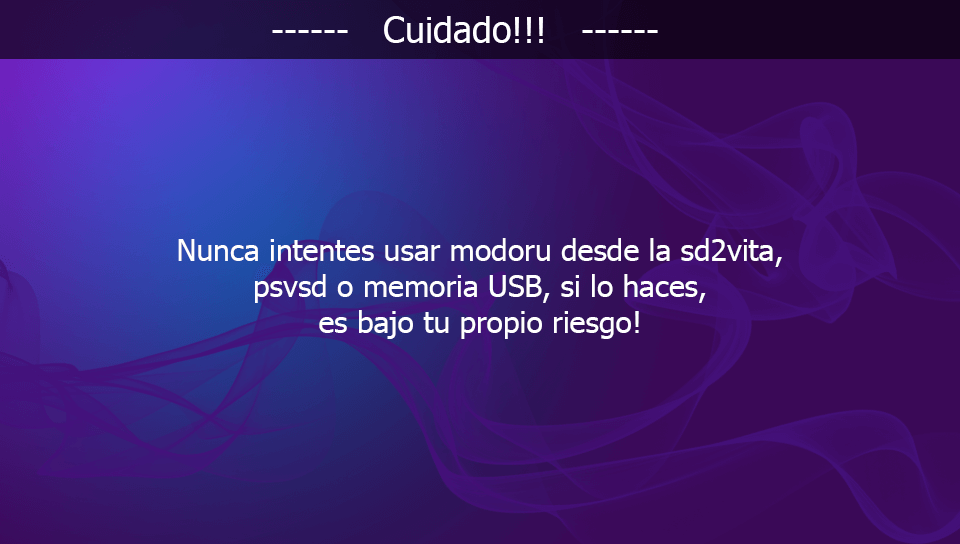 ------ Cuidado!!! ------
Nunca intentes usar modoru desde la sd2vita,
psvsd o memoria USB, si lo haces,
es bajo tu propio riesgo!